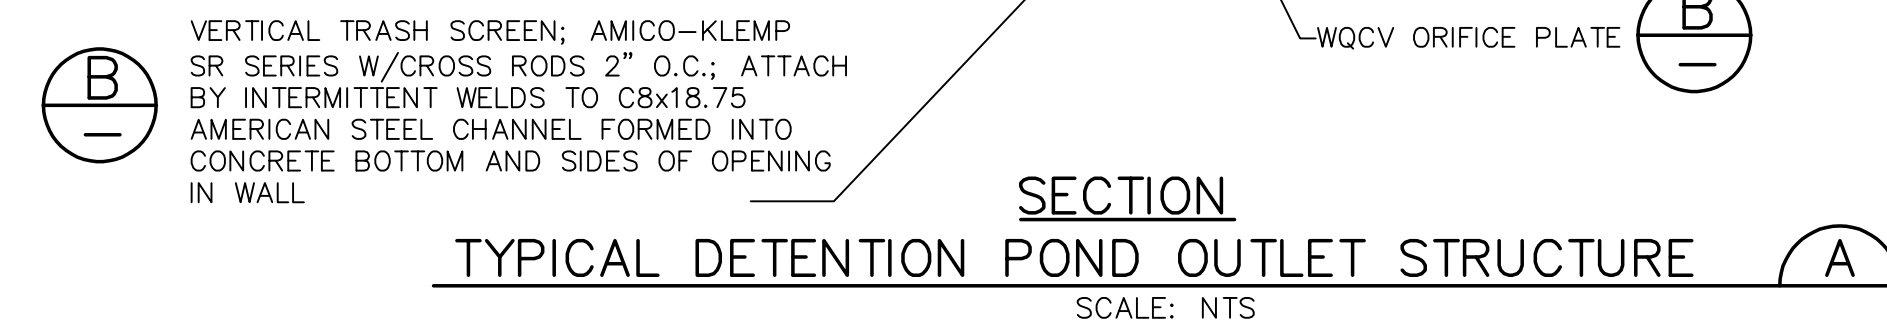 B
—
VERTICAL TRASH SCREEN; AMICO-KLEMP
SR SERIES W/CROSS RODS 2" O.C.; ATTACH
BY INTERMITTENT WELDS TO C8x18.75
AMERICAN STEEL CHANNEL FORMED INTO
CONCRETE BOTTOM AND SIDES OF OPENING
IN WALL
WQCV ORIFICE PLATE
B
—
SECTION
TYPICAL DETENTION POND OUTLET STRUCTURE
A
SCALE: NTS